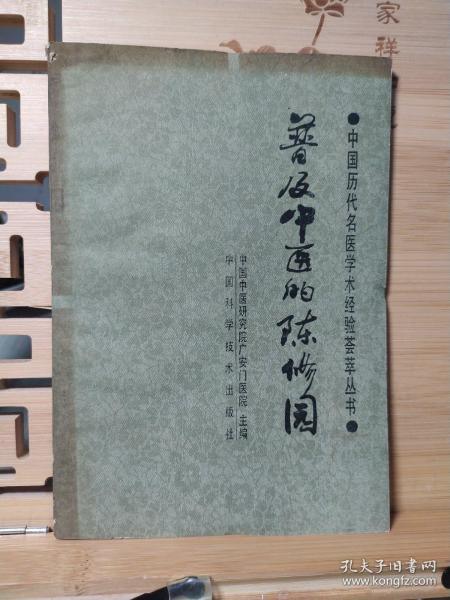 ●中国历代名医学术经验荟萃丛书●
普及中医的陈修园
中国中医研究院广安门医院 主编
中国科学技术出版社
家祥
孔夫子旧书网
www.kongfz.com